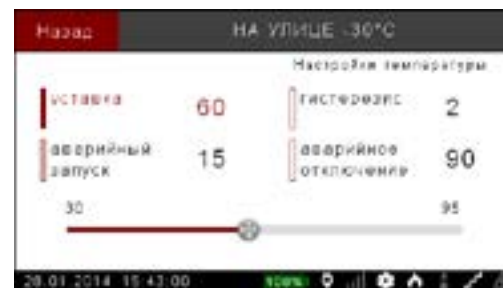 Назад НА УЛИЦЕ -30°С
Настройки температуры
уставка 60 гистерезис 2
аварийный запуск 15 аварийное отключение 90
30 95
28.01.2014 15:43:00 100%